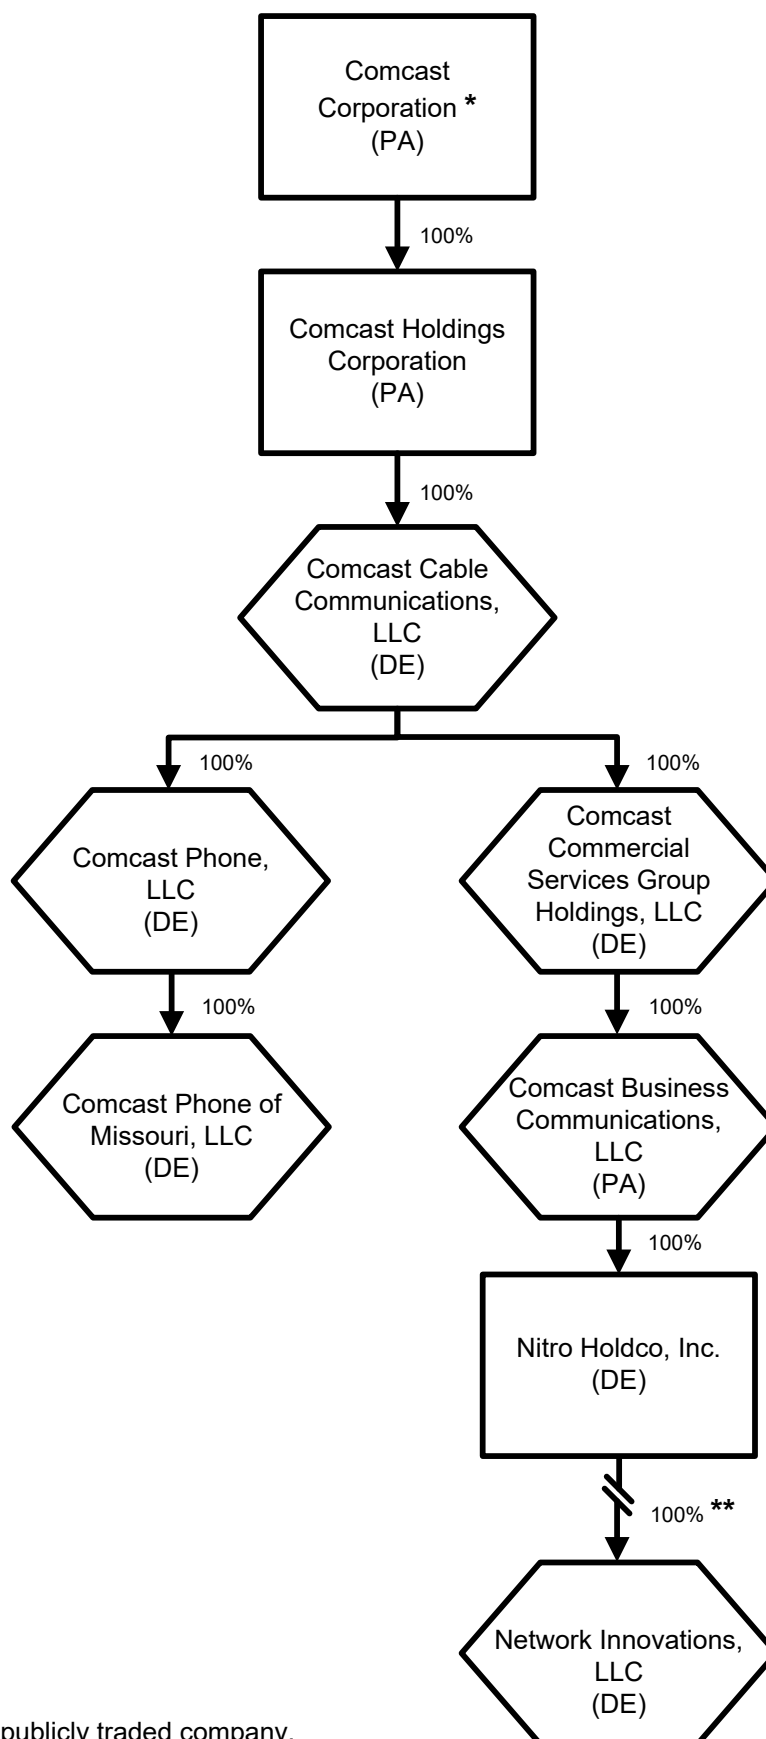 Comcast
Corporation *
(PA)
100%
Comcast Holdings
Corporation
(PA)
100%
Comcast Cable
Communications,
LLC
(DE)
100%
100%
Comcast Phone,
LLC
(DE)
Comcast
Commercial
Services Group
Holdings, LLC
(DE)
100%
100%
Comcast Phone of
Missouri, LLC
(DE)
Comcast Business
Communications,
LLC
(PA)
100%
Nitro Holdco, Inc.
(DE)
100% **
Network Innovations,
LLC
(DE)
publicly traded company.